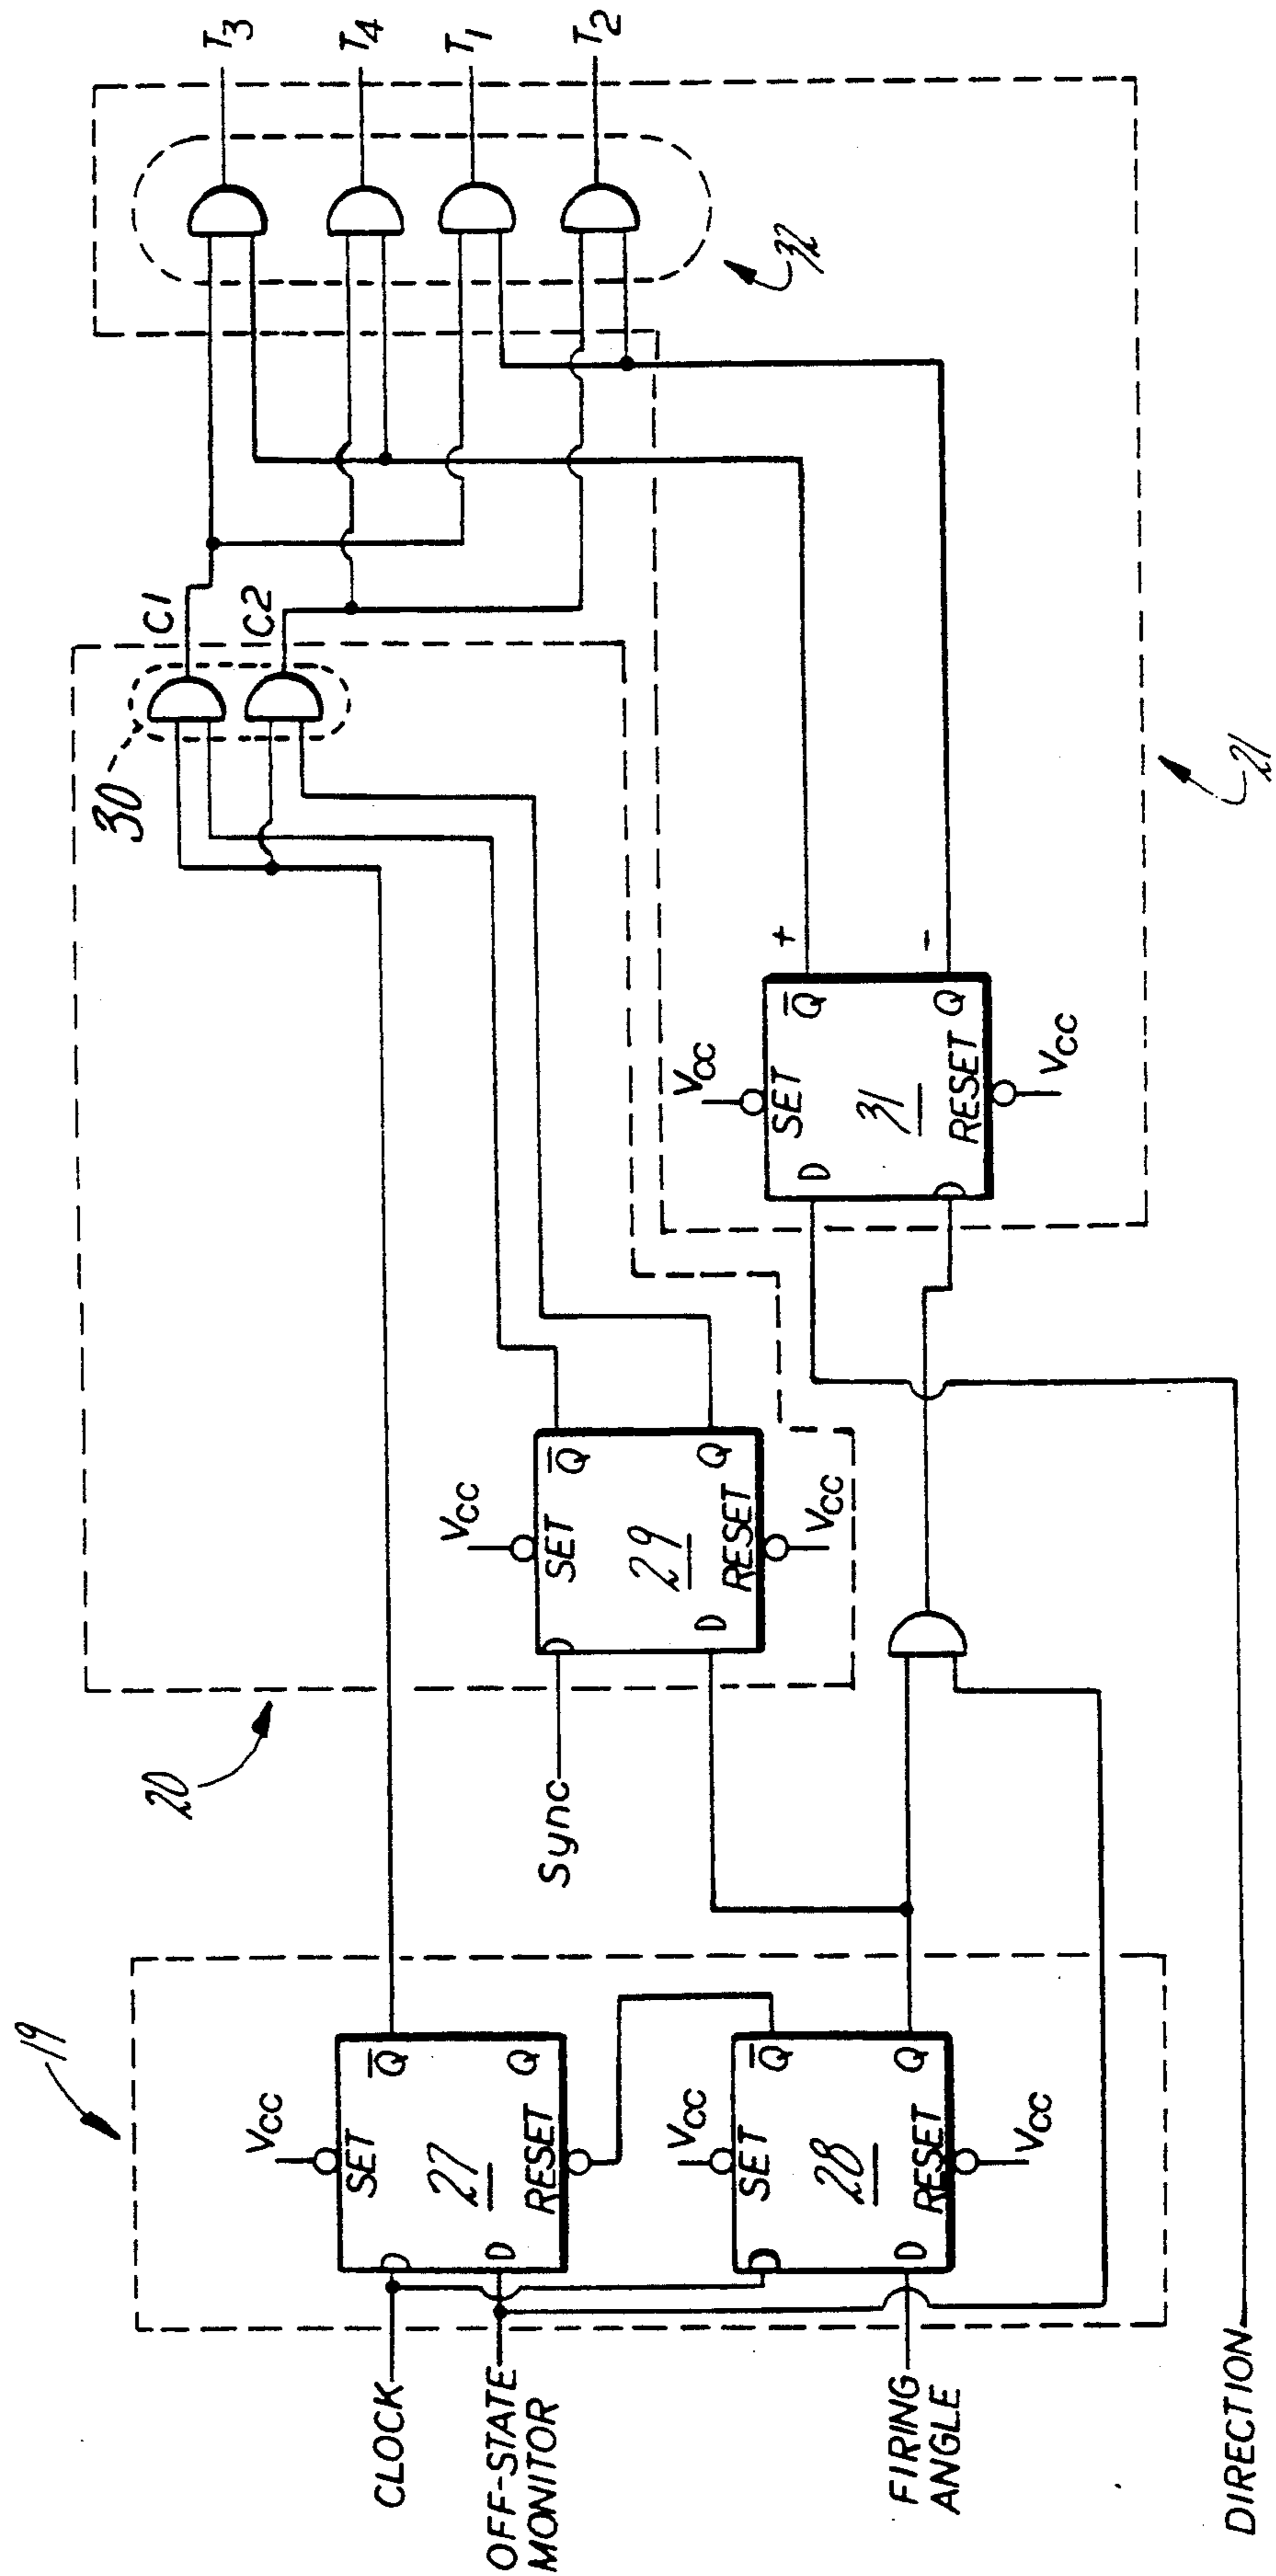 T3
T4
T1
T2
32
C1
C2
30
21
+
-
VCC
SET
Q
D
31
RESET
Q
VCC
VCC
SET
Q
29
D
RESET
Q
VCC
20
Sync
19
VCC
SET
Q
27
D
RESET
Q
VCC
SET
Q
28
D
RESET
Q
VCC
CLOCK
OFF-STATE
MONITOR
FIRING
ANGLE
DIRECTION